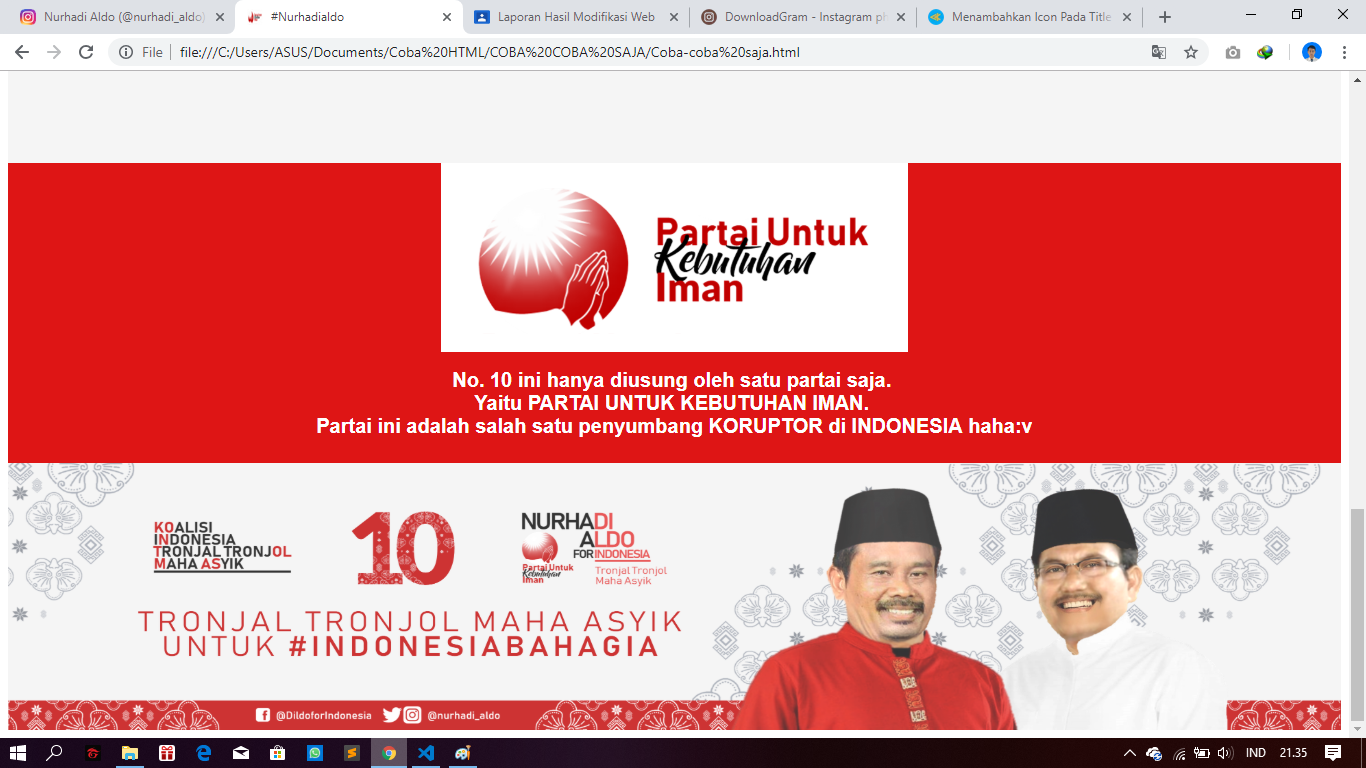 Nurhadi Aldo (@nurhadi_aldo)
#Nurhadialdo
Laporan Hasil Modifikasi Web
DownloadGram - Instagram ph
Menambahkan Icon Pada Title
File
file:///C:/Users/ASUS/Documents/Coba%20HTML/COBA%20COBA%20SAJA/Coba-coba%20saja.html
Partai Untuk
Kebutuhan
Iman
No. 10 ini hanya diusung oleh satu partai saja.
Yaitu PARTAI UNTUK KEBUTUHAN IMAN.
Partai ini adalah salah satu penyumbang KORUPTOR di INDONESIA haha:v
KOALISI
INDONESIA
TRONJAL TRONJOL
MAHA ASYIK
10
NURHADI
ALDO
FOR INDONESIA
Partai Untuk
Kebutuhan
Iman
Tronjal Tronjol
Maha Asyik
TRONJAL TRONJOL MAHA ASYIK
UNTUK #INDONESIABAHAGIA
@DildoforIndonesia
@nurhadi_aldo
IND
21.35